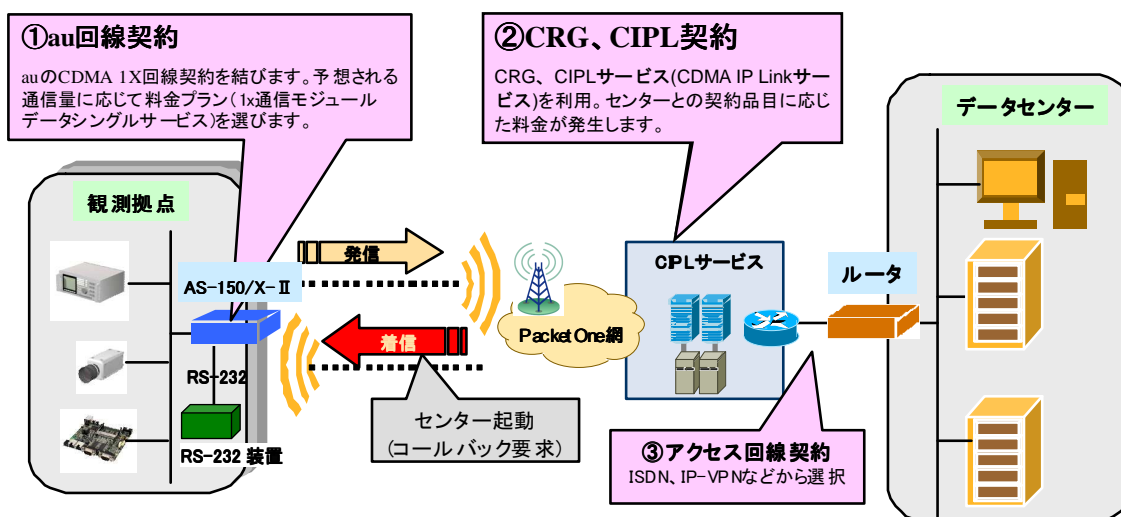 ①au回線契約
auのCDMA 1X回線契約を結びます。予想される
通信量に応じて料金プラン（1x通信モジュール
データシングルサービス）を選びます。
②CRG、CIPL契約
CRG、CIPLサービス(CDMA IP Linkサー
ビス)を利用。センターとの契約品目に応じ
た料金が発生します。
データセンター
観測拠点
発信
CIPLサービス
ルータ
AS-150/X-Ⅱ
Packet One網
着信
RS-232
センター起動
(コールバック要求)
RS-232 装置
③アクセス回線契約
ISDN、IP-VPNなどから選択